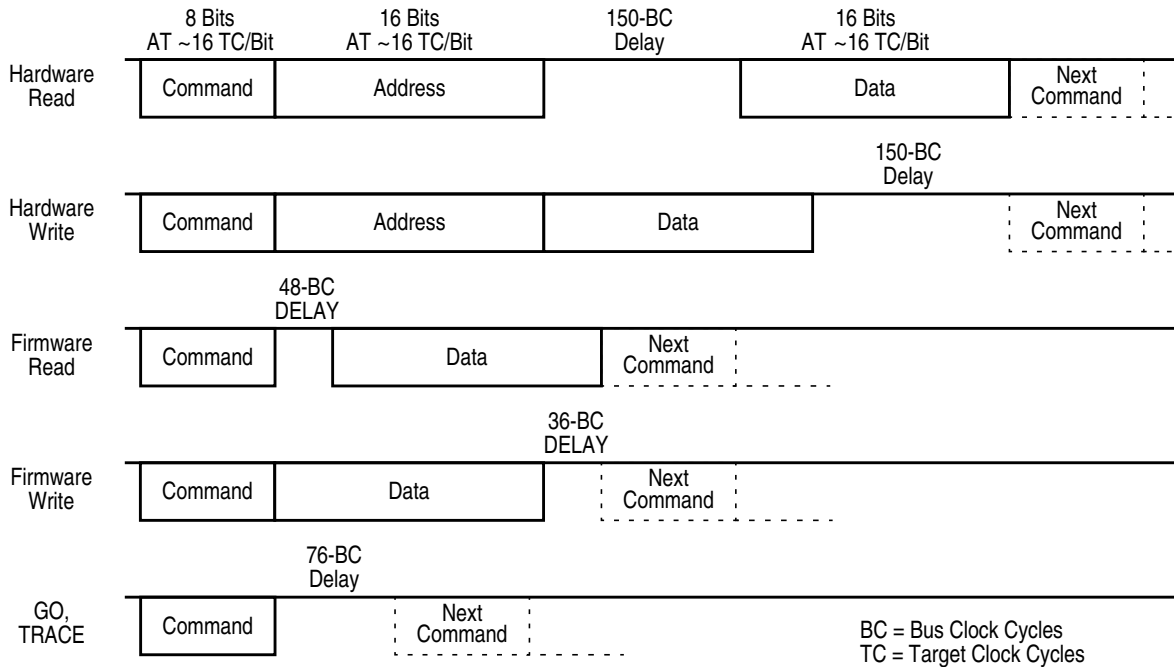 8 Bits
AT ~16 TC/Bit
16 Bits
AT ~16 TC/Bit
150-BC
Delay
16 Bits
AT ~16 TC/Bit
Hardware
Read
Command
Address
Data
Next
Command
150-BC
Delay
Hardware
Write
Command
Address
Data
Next
Command
48-BC
DELAY
Firmware
Read
Command
Data
Next
Command
36-BC
DELAY
Firmware
Write
Command
Data
Next
Command
76-BC
Delay
GO,
TRACE
Command
Next
Command
BC = Bus Clock Cycles
TC = Target Clock Cycles